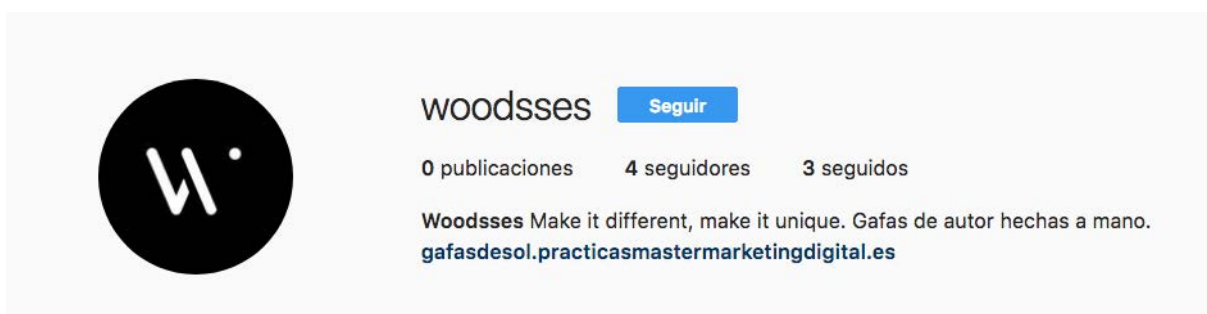 woodsses Seguir
0 publicaciones 4 seguidores 3 seguidos
Woodsses Make it different, make it unique. Gafas de autor hechas a mano.
gafasdesol.practicasmastermarketingdigital.es